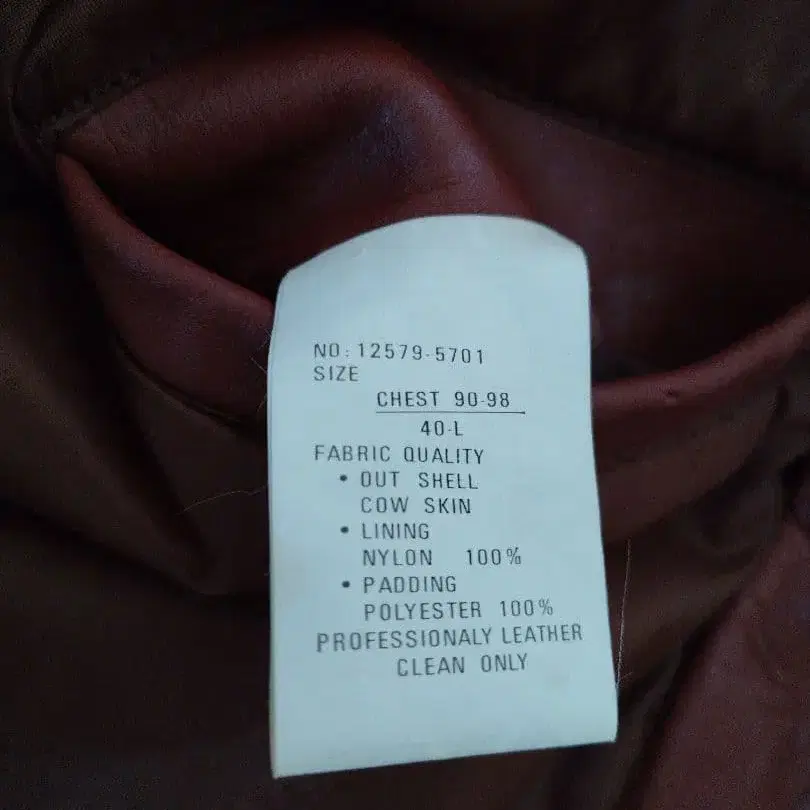 NO: 12579-5701
SIZE
CHEST 90-98
40-L
FABRIC QUALITY
• OUT SHELL
COW SKIN
• LINING
NYLON 100%
• PADDING
POLYESTER 100%
PROFESSIONALY LEATHER
CLEAN ONLY